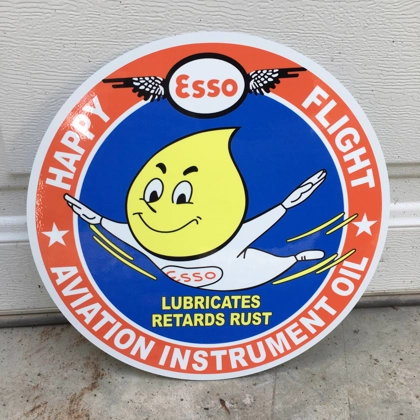 Esso
HAPPY FLIGHT
Esso
LUBRICATES
RETARDS RUST
AVIATION INSTRUMENT OIL